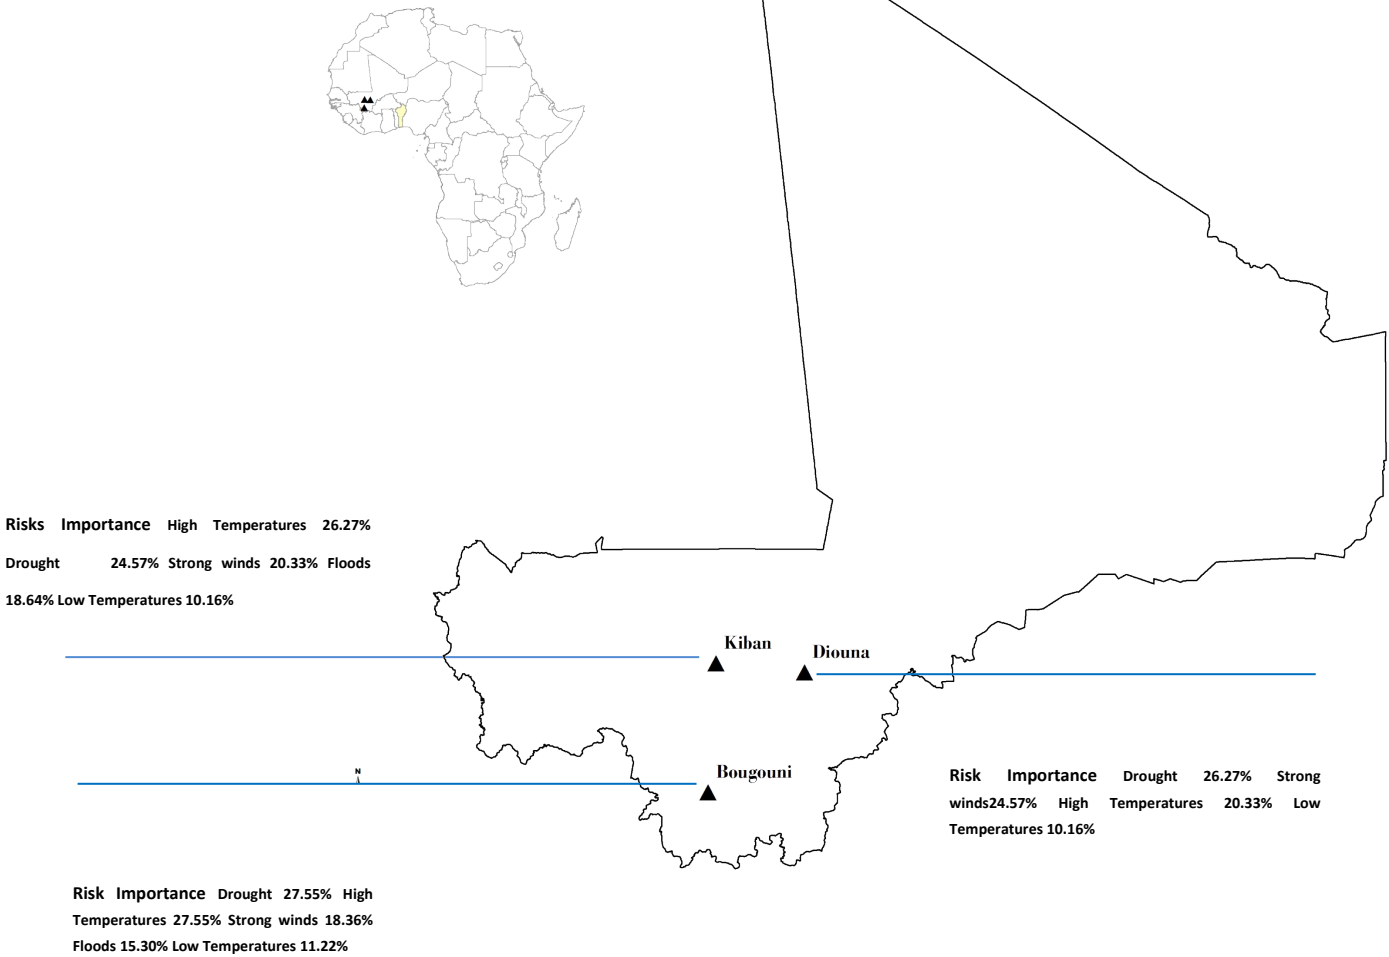 Risks Importance High Temperatures 26.27%
Drought 24.57% Strong winds 20.33% Floods
18.64% Low Temperatures 10.16%
Kiban
Diouna
N
Bougouni
Risk Importance Drought 26.27% Strong
winds24.57% High Temperatures 20.33% Low
Temperatures 10.16%
Risk Importance Drought 27.55% High
Temperatures 27.55% Strong winds 18.36%
Floods 15.30% Low Temperatures 11.22%